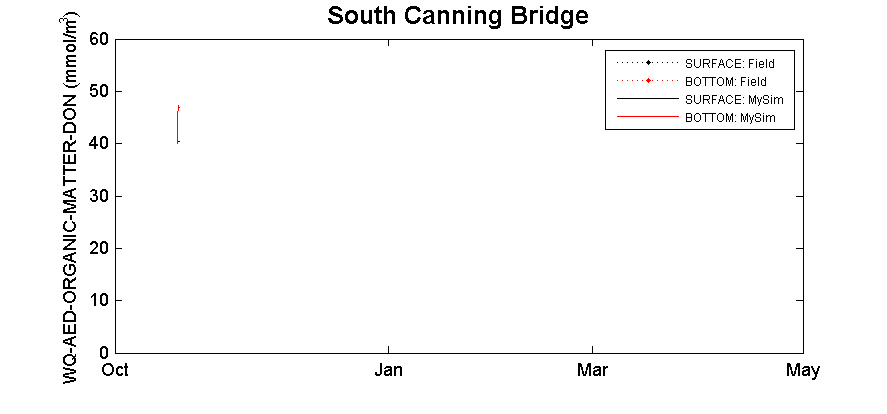 South Canning Bridge
WQ-AED-ORGANIC-MATTER-DON (mmol/m³)
60
50
40
30
20
10
0
Oct
Jan
Mar
May
SURFACE: Field
BOTTOM: Field
SURFACE: MySim
BOTTOM: MySim